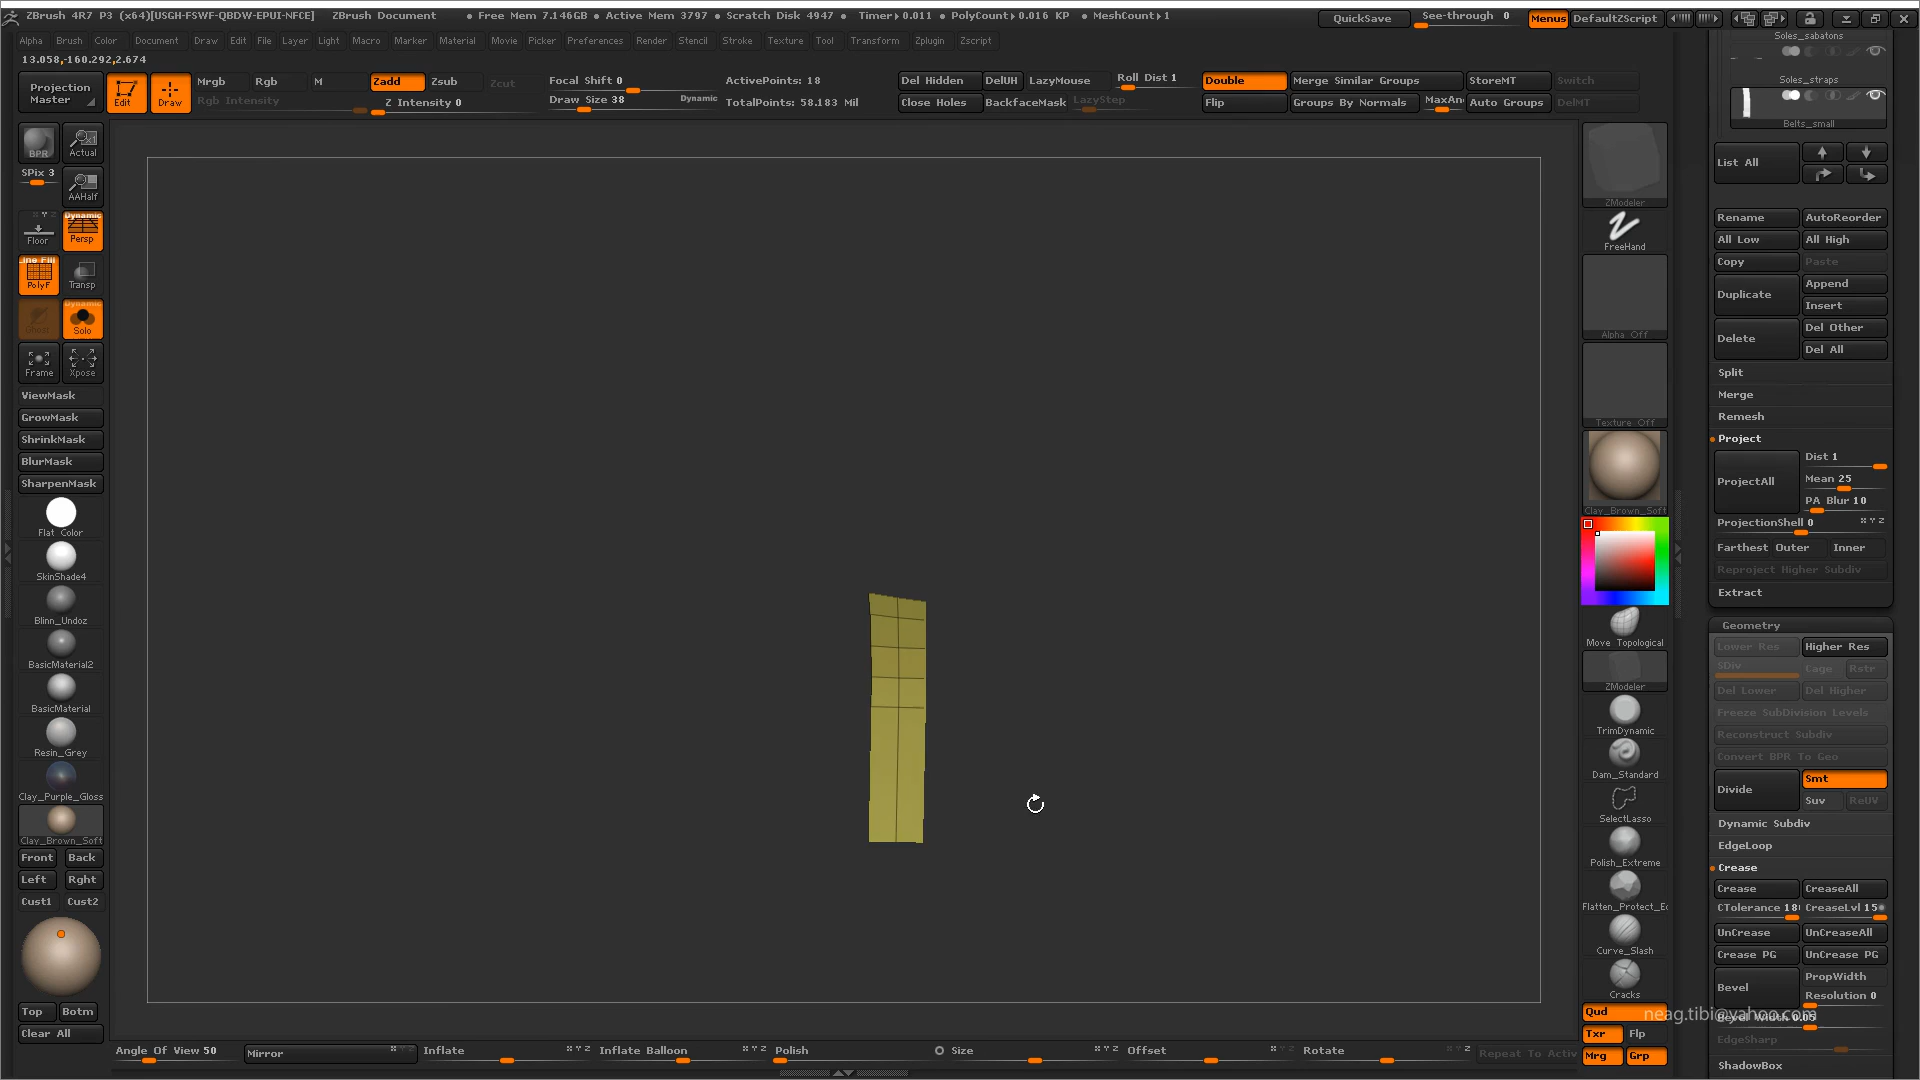 ZBrush 4R7 P3 (x64)[USGH-FSWF-QBDW-EPUI-NFCE] ZBrush Document • Free Mem 7.146GB • Active Mem 3797 • Scratch Disk 4947 • Timer▸0.011 • PolyCount▸0.016 KP • MeshCount▸1 QuickSave See-through 0 Menus DefaultZScript
Alpha Brush Color Document Draw Edit File Layer Light Macro Marker Material Movie Picker Preferences Render Stencil Stroke Texture Tool Transform Zplugin Zscript
13.058,-160.292,2.674
Projection Master
Edit Draw
Mrgb Rgb M Zadd Zsub Zcut
Rgb Intensity Z Intensity 0
Focal Shift 0
Draw Size 38 Dynamic
ActivePoints: 18
TotalPoints: 58.183 Mil
Del Hidden DelUH LazyMouse Roll Dist 1
Close Holes BackfaceMask LazyStep
Double Merge Similar Groups StoreMT Switch
Flip Groups By Normals MaxAn Auto Groups DelMT
BPR Actual
SPix 3 AAHalf
Floor Dynamic Persp
Line Fill PolyF Transp
Ghost Dynamic Solo
Frame Xpose
ViewMask
GrowMask
ShrinkMask
BlurMask
SharpenMask
Flat Color
SkinShade4
Blinn_Undoz
BasicMaterial2
BasicMaterial
Resin_Grey
Clay_Purple_Gloss
Clay_Brown_Soft
Front Back
Left Rght
Cust1 Cust2
Top Botm
Clear All
Angle Of View 50 Mirror Inflate Inflate Balloon Polish Size Offset Rotate Repeat To Activ
ZModeler
FreeHand
Alpha Off
Texture Off
Clay_Brown_Soft
Move Topological
ZModeler
TrimDynamic
Dam_Standard
SelectLasso
Polish_Extreme
Flatten_Protect_Ec
Curve_Slash
Cracks
Qud
Txr Flp
Mrg Grp
Soles_sabatons
Soles_straps
Belts_small
List All
Rename AutoReorder
All Low All High
Copy Paste
Duplicate Append
Insert
Delete Del Other
Del All
Split
Merge
Remesh
Project
ProjectAll Dist 1
Mean 25
PA Blur 10
ProjectionShell 0 X Y Z
Farthest Outer Inner
Reproject Higher Subdiv
Extract
Geometry
Lower Res Higher Res
SDiv Cage Rstr
Del Lower Del Higher
Freeze SubDivision Levels
Reconstruct Subdiv
Convert BPR To Geo
Divide Smt
Suv ReUV
Dynamic Subdiv
EdgeLoop
Crease
Crease CreaseAll
CTolerance 18 CreaseLvl 15
UnCrease UnCreaseAll
Crease PG UnCrease PG
Bevel PropWidth
Resolution 0
Bevel Width 0.05
neag.tibi@yahoo.com
EdgeSharp
ShadowBox